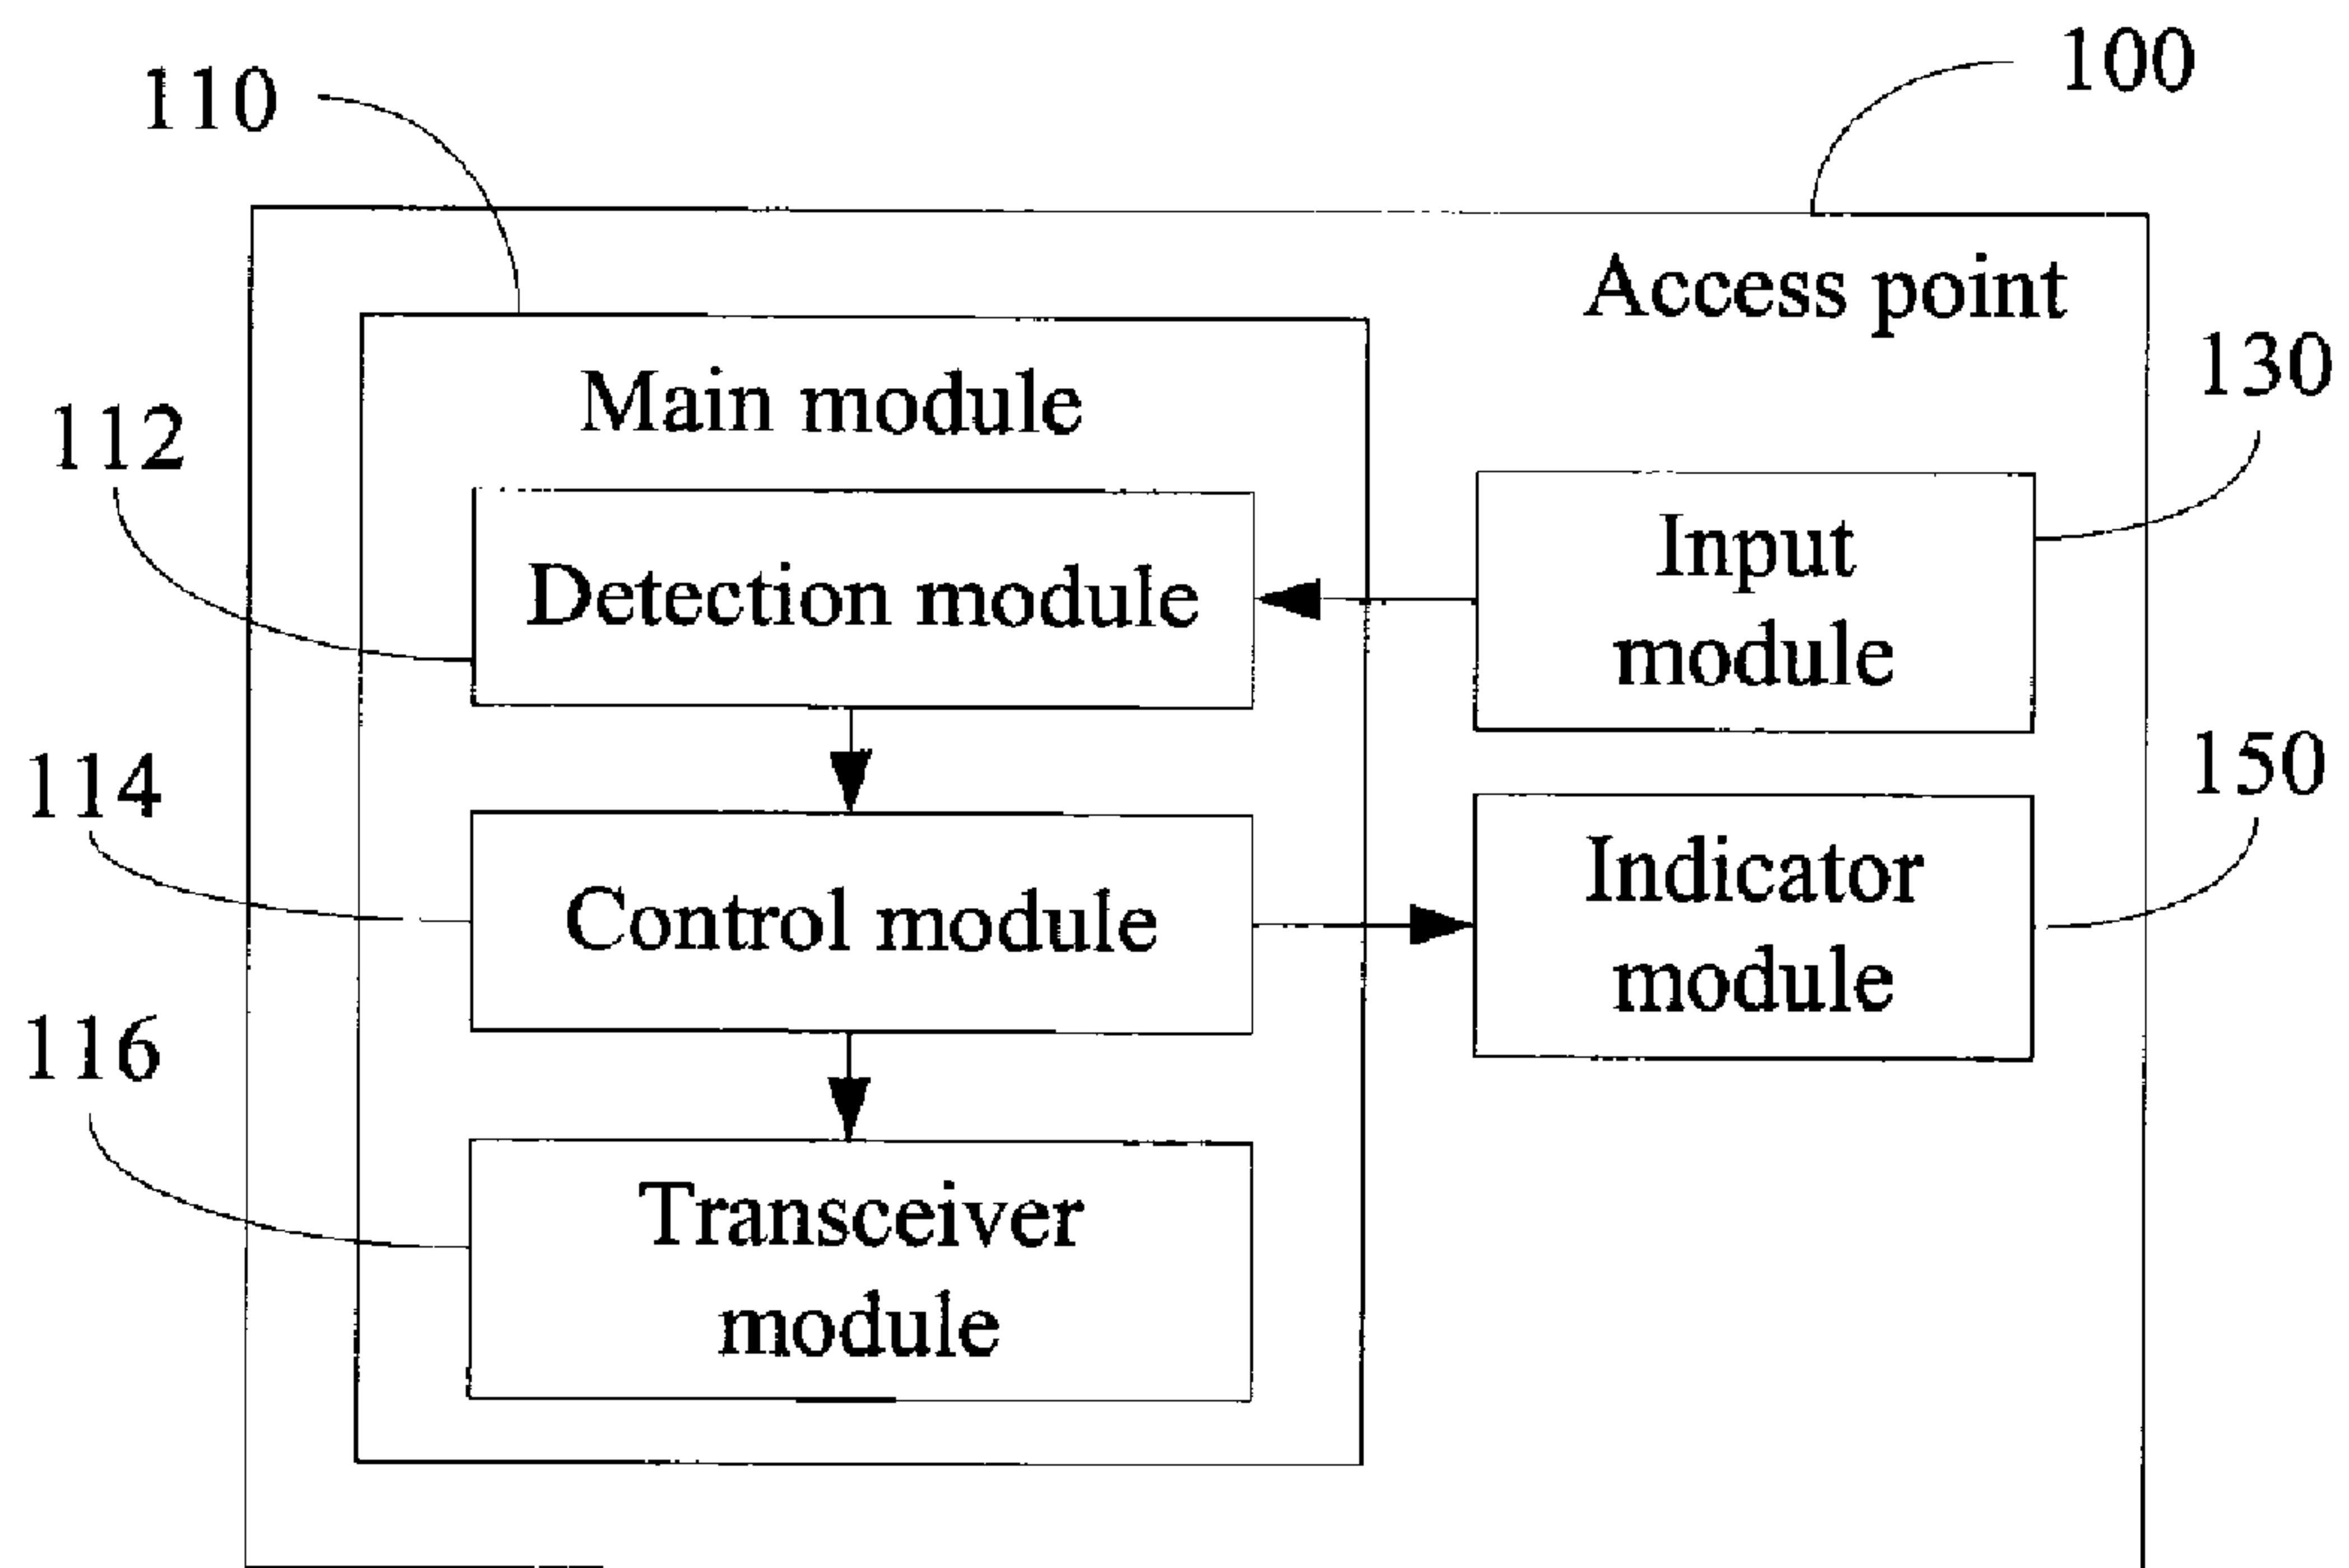 100
110
Access point
130
Main module
112
Input
module
Detection module
150
114
Indicator
module
Control module
116
Transceiver
module